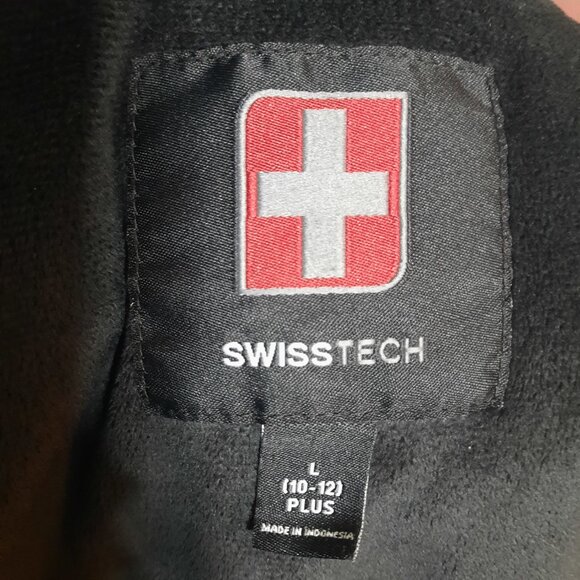 SWISSTECH
L
(10-12)
PLUS
MADE IN INDONESIA